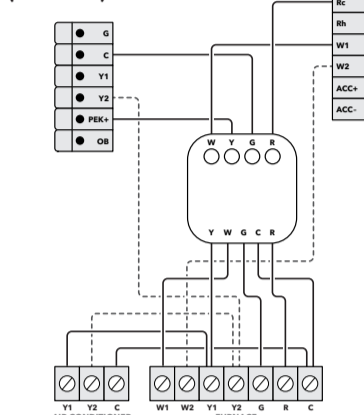 G
C
Y1
Y2
PEK+
OB
Rc
Rh
W1
W2
ACC+
ACC-
W Y G R
Y W G C R
Y1 Y2 C
W1 W2 Y1 Y2 G R C